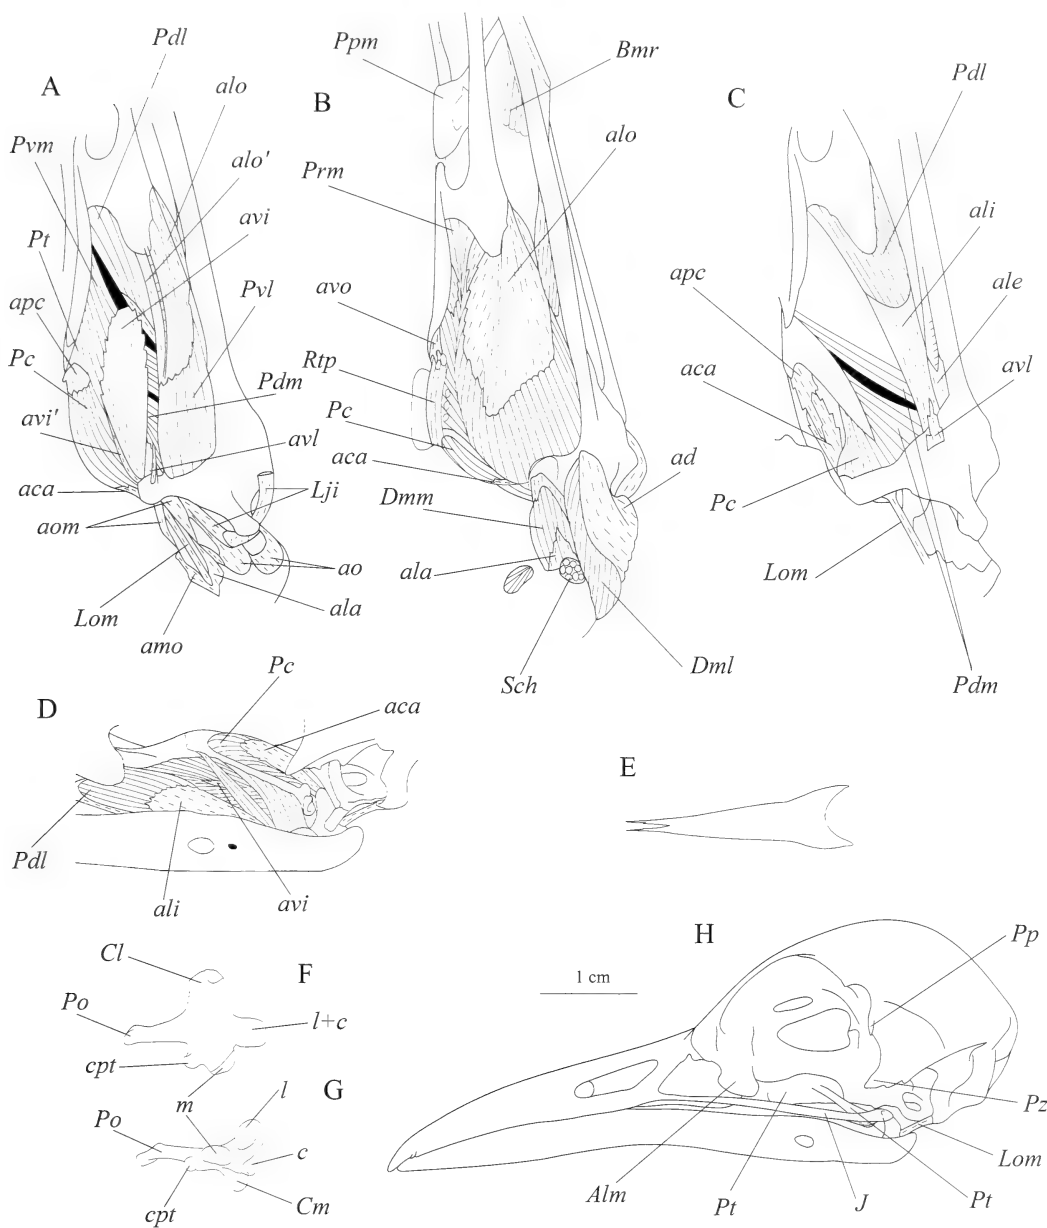 A
Pdl
alo
Pvm
alo'
avi
Pt
Pvl
apc
Pc
Pdm
avi'
avl
aca
Lji
aom
ao
Lom
ala
amo
B
Ppm
Bmr
alo
Prm
avo
Rtp
Pc
aca
ad
Dmm
ala
Sch
Dml
C
Pdl
ali
apc
ale
aca
avl
Pc
Lom
Pdm
D
Pc
aca
Pdl
ali
avi
E
F
Cl
Po
l+c
cpt
m
G
l
Po
c
cpt
Cm
H
1 cm
Pp
Pz
Lom
Alm
Pt
J
Pt